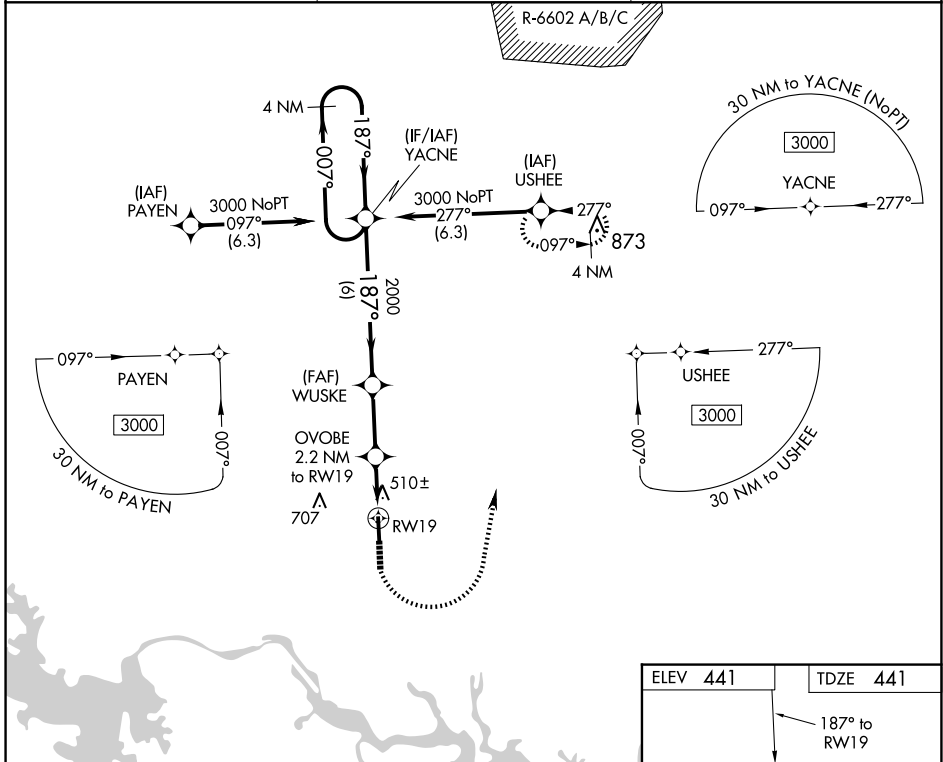 R-6602 A/B/C
4 NM
187°
007°
(IF/IAF)
YACNE
(IAF)
PAYEN
3000 NoPT
097°
(6.3)
3000 NoPT
277°
(6.3)
(IAF)
USHEE
277°
097°
873
4 NM
30 NM to YACNE (NoPT)
3000
YACNE
097°
277°
2000
187°
(6)
097°
PAYEN
3000
007°
30 NM to PAYEN
277°
USHEE
3000
007°
30 NM to USHEE
(FAF)
WUSKE
OVOBE
2.2 NM
to RW19
510±
707
RW19
ELEV 441
TDZE 441
187° to
RW19